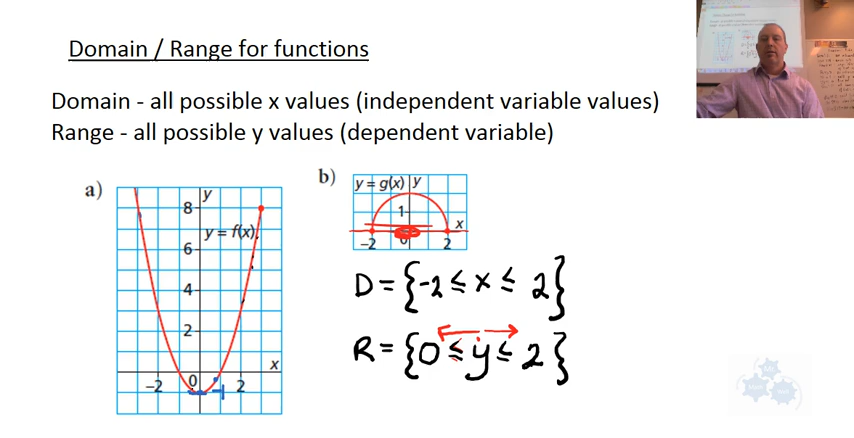 Domain / Range for functions
Domain - all possible x values (independent variable values)
Range - all possible y values (dependent variable)
a)
y
8
y = f(x)
6
4
2
x
-2
0
2
-1
b)
y = g(x)
y
1
x
-2
0
2
D = {-2 ≤ x ≤ 2}
R = {0 ≤ y ≤ 2}